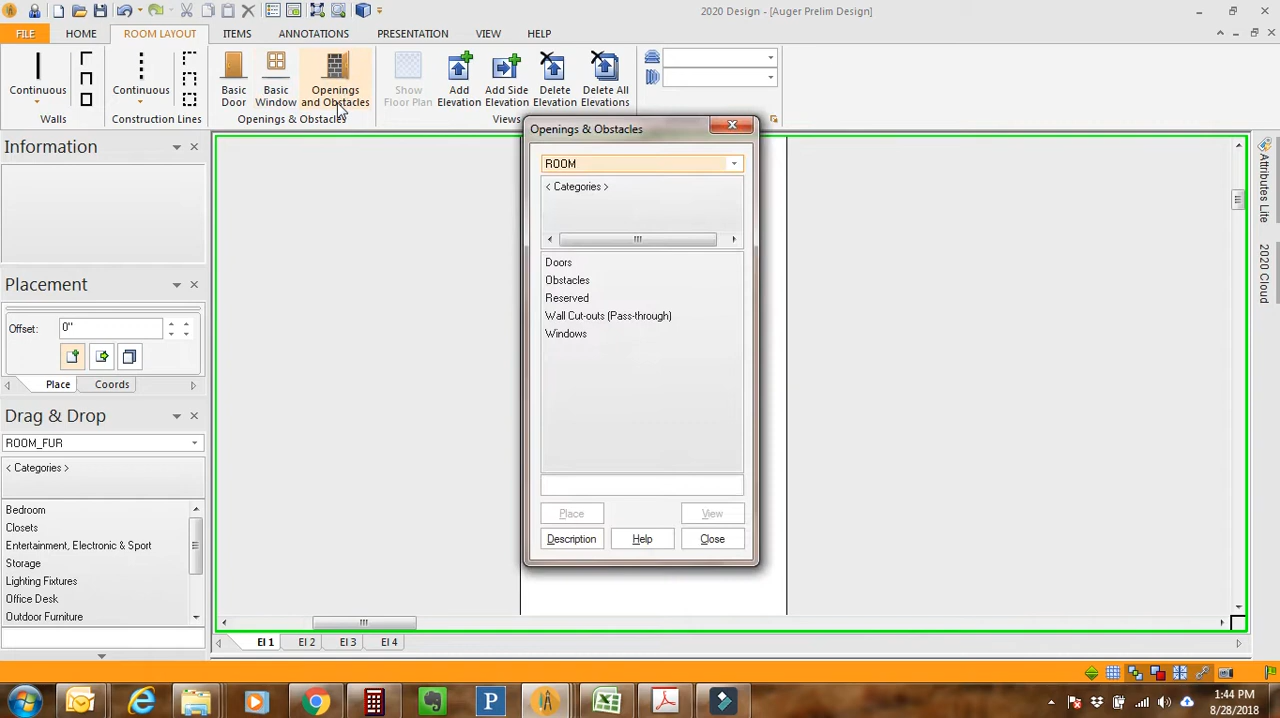 2020 Design - [Auger Prelim Design]
FILE
HOME
ROOM LAYOUT
ITEMS
ANNOTATIONS
PRESENTATION
VIEW
HELP
Continuous
Walls
Continuous
Construction Lines
Basic Door
Basic Window
Openings and Obstacles
Openings & Obstacles
Show Floor Plan
Add Elevation
Add Side Elevation
Delete Elevation
Delete All Elevations
Views
Information
Placement
Offset:
0"
Place
Coords
Drag & Drop
ROOM_FUR
< Categories >
Bedroom
Closets
Entertainment, Electronic & Sport
Storage
Lighting Fixtures
Office Desk
Outdoor Furniture
Openings & Obstacles
ROOM
< Categories >
Doors
Obstacles
Reserved
Wall Cut-outs (Pass-through)
Windows
Place
View
Description
Help
Close
Attributes Lite
2020 Cloud
El 1
El 2
El 3
El 4
P
1:44 PM
8/28/2018